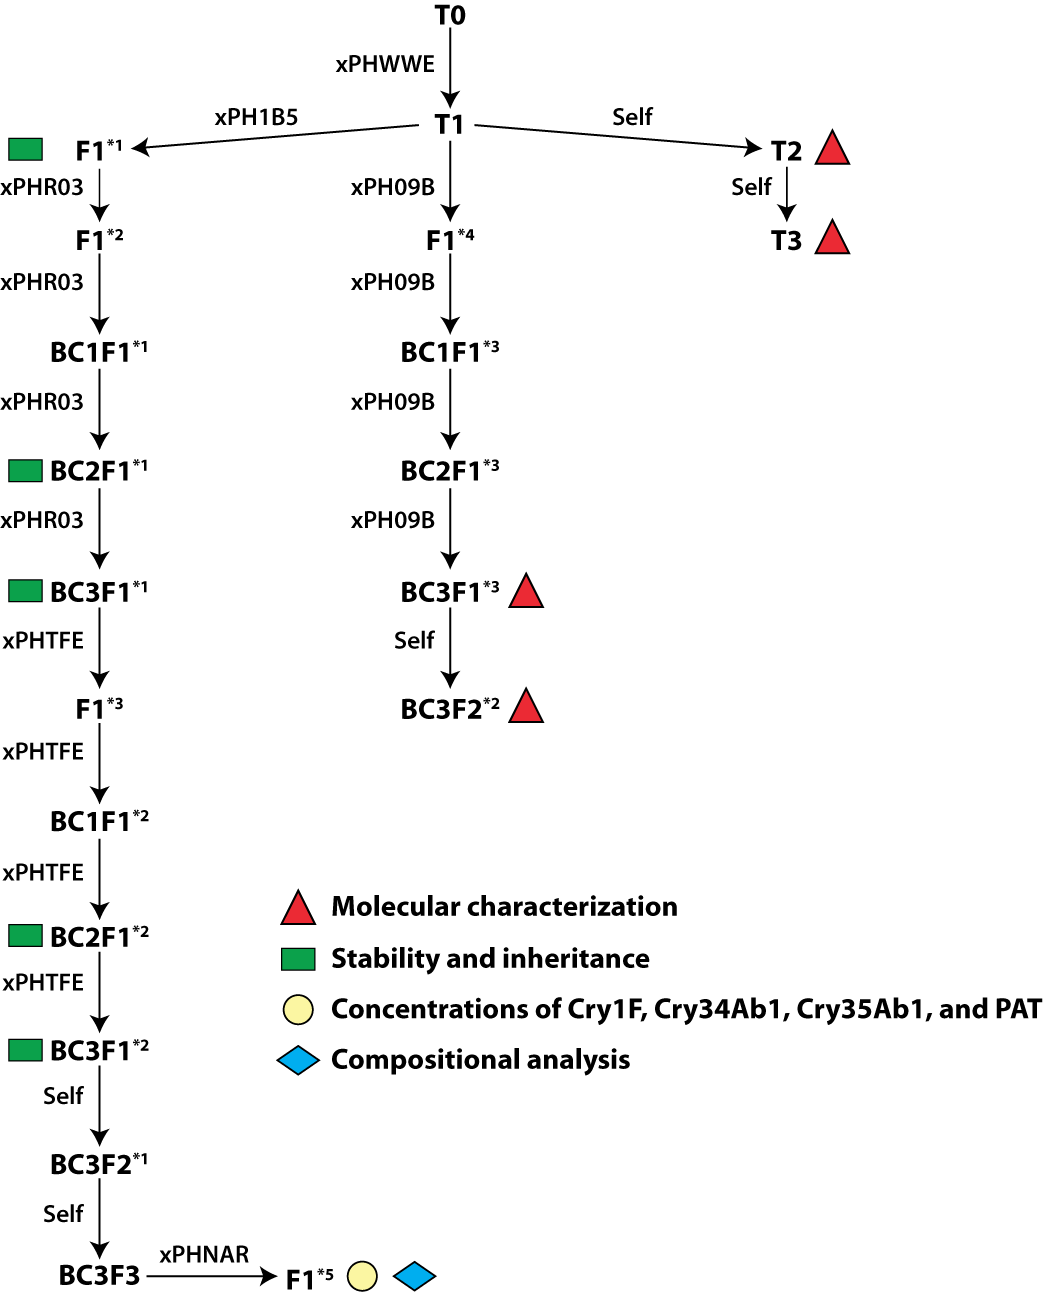 T0
xPHWWE
xPH1B5
T1
Self
F1*1
T2
xPHR03
xPH09B
Self
F1*2
F1*4
T3
xPHR03
xPH09B
BC1F1*1
BC1F1*3
xPHR03
xPH09B
BC2F1*1
BC2F1*3
xPHR03
xPH09B
BC3F1*1
BC3F1*3
xPHTFE
Self
F1*3
BC3F2*2
xPHTFE
BC1F1*2
xPHTFE
Molecular characterization
BC2F1*2
Stability and inheritance
xPHTFE
Concentrations of Cry1F, Cry34Ab1, Cry35Ab1, and PAT
BC3F1*2
Compositional analysis
Self
BC3F2*1
Self
xPHNAR
BC3F3
F1*5